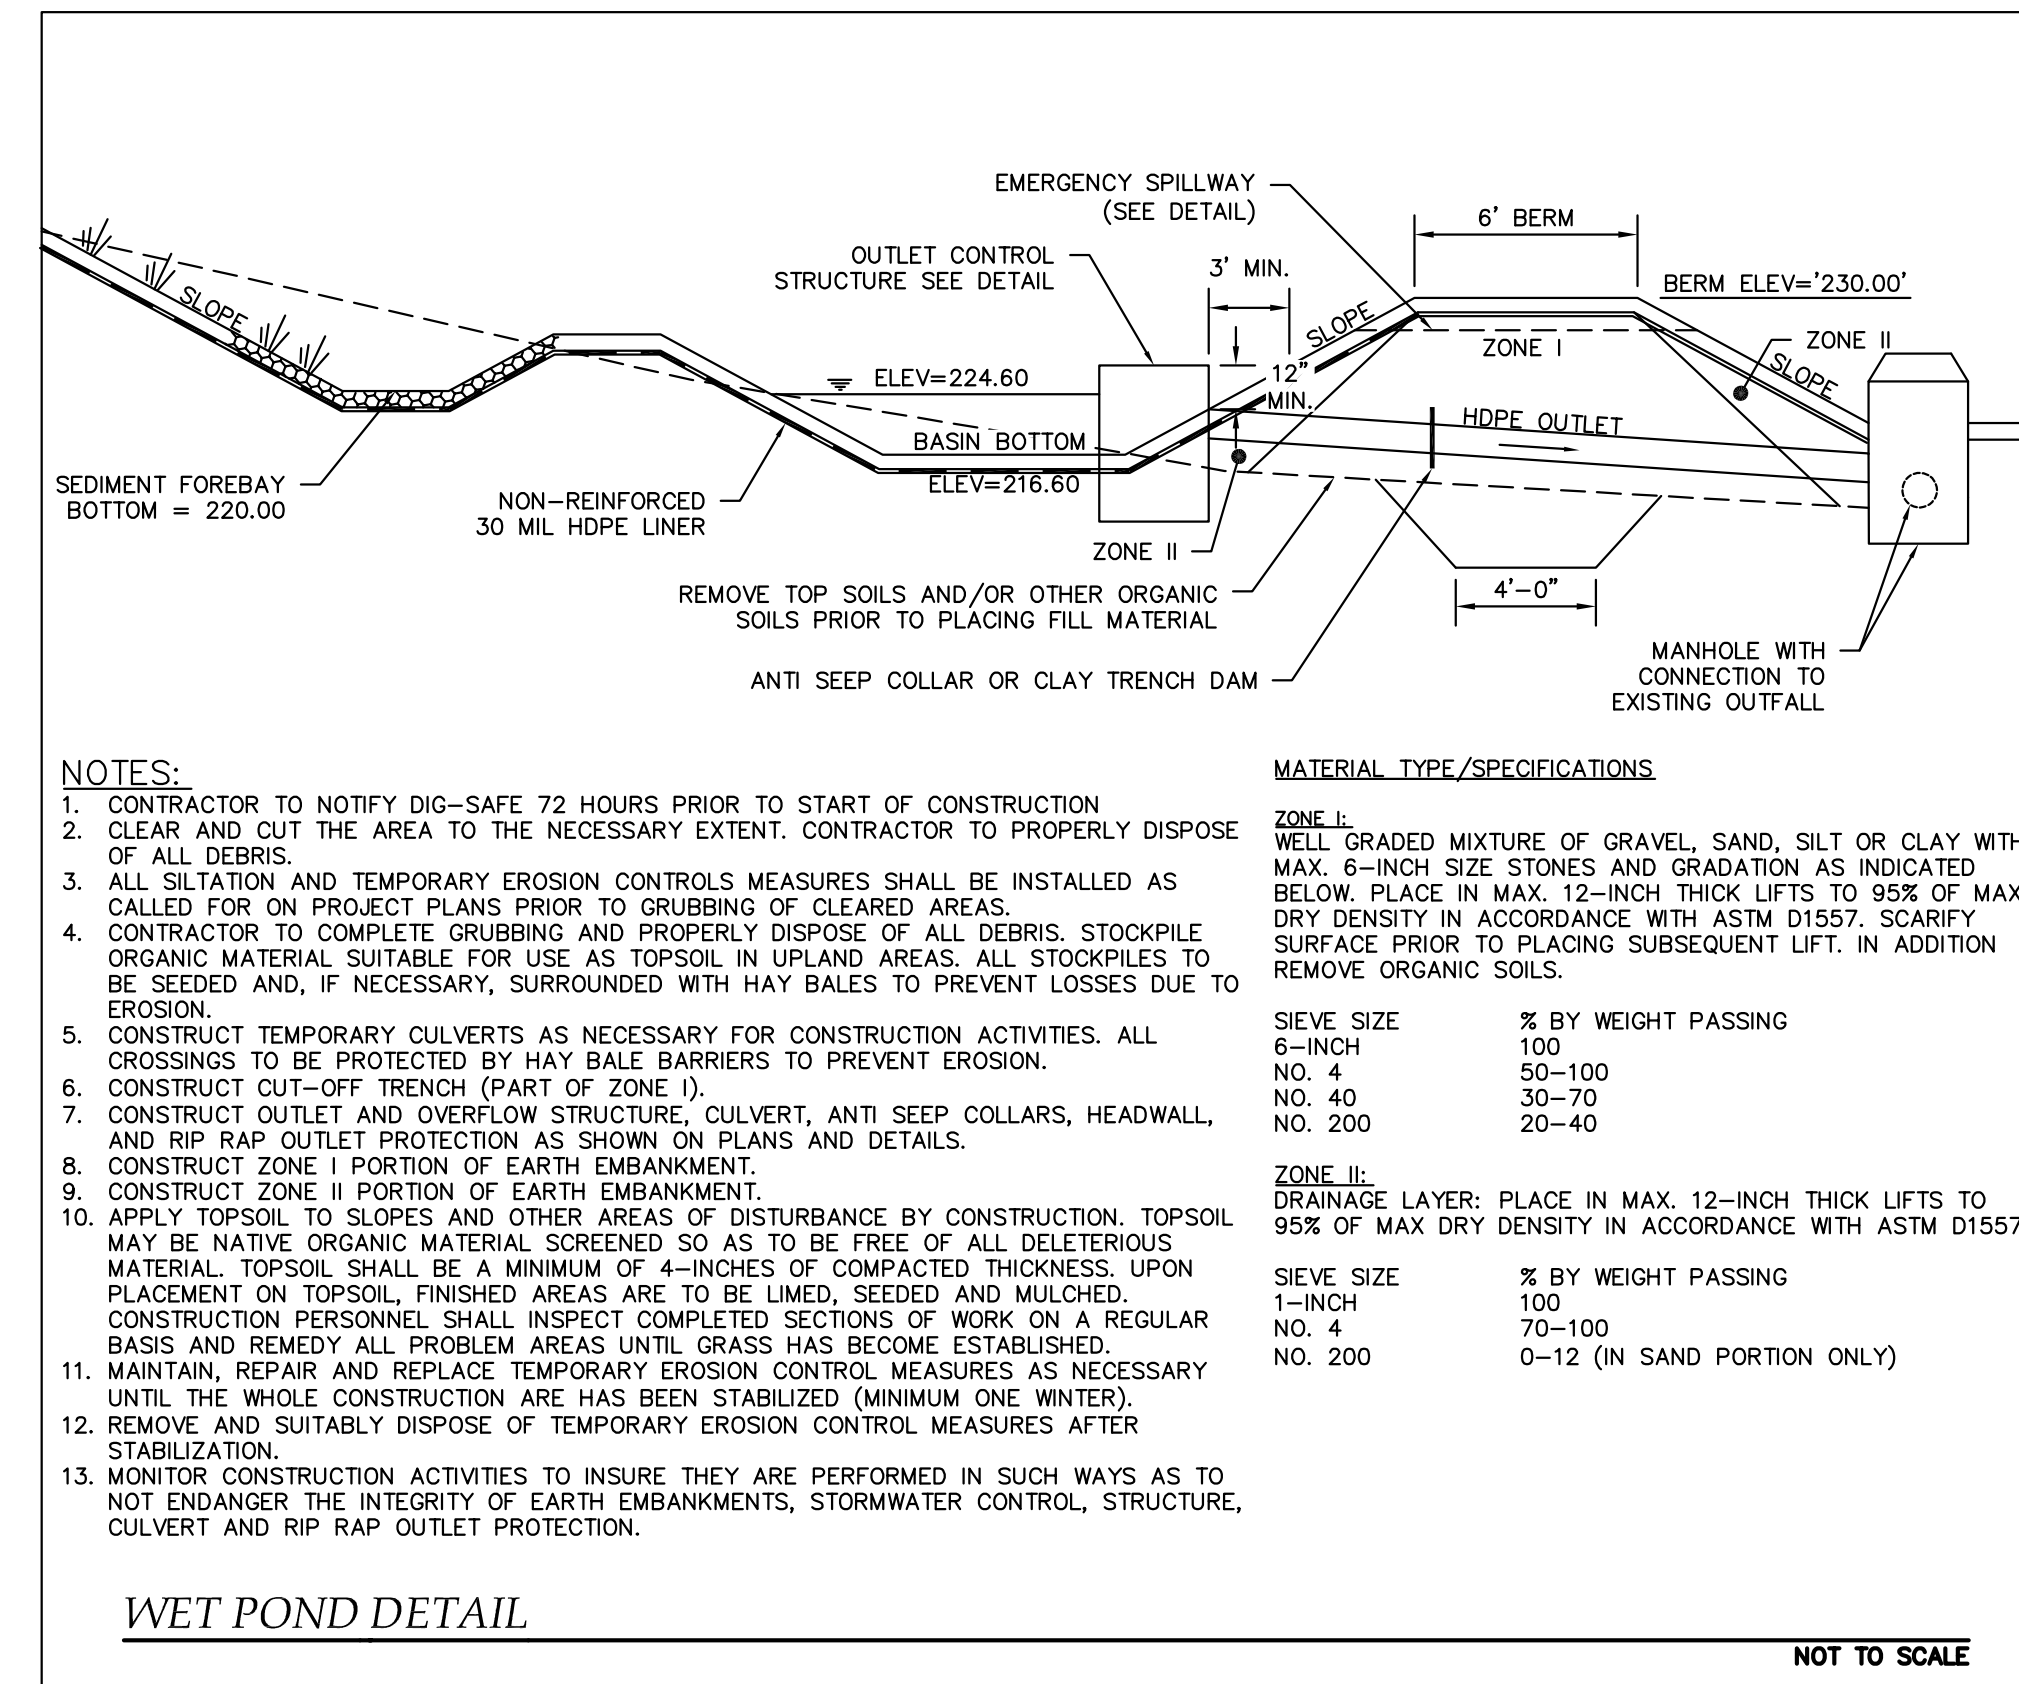 EMERGENCY SPILLWAY
(SEE DETAIL)
6' BERM
OUTLET CONTROL
STRUCTURE SEE DETAIL
3' MIN.
BERM ELEV='230.00'
SLOPE
SLOPE
ZONE I
ZONE II
SLOPE
ELEV=224.60
12"
MIN.
HDPE OUTLET
BASIN BOTTOM
ELEV=216.60
SEDIMENT FOREBAY
BOTTOM = 220.00
NON-REINFORCED
30 MIL HDPE LINER
ZONE II
REMOVE TOP SOILS AND/OR OTHER ORGANIC
SOILS PRIOR TO PLACING FILL MATERIAL
4'-0"
ANTI SEEP COLLAR OR CLAY TRENCH DAM
MANHOLE WITH
CONNECTION TO
EXISTING OUTFALL
NOTES:
1. CONTRACTOR TO NOTIFY DIG-SAFE 72 HOURS PRIOR TO START OF CONSTRUCTION
2. CLEAR AND CUT THE AREA TO THE NECESSARY EXTENT. CONTRACTOR TO PROPERLY DISPOSE
OF ALL DEBRIS.
3. ALL SILTATION AND TEMPORARY EROSION CONTROLS MEASURES SHALL BE INSTALLED AS
CALLED FOR ON PROJECT PLANS PRIOR TO GRUBBING OF CLEARED AREAS.
4. CONTRACTOR TO COMPLETE GRUBBING AND PROPERLY DISPOSE OF ALL DEBRIS. STOCKPILE
ORGANIC MATERIAL SUITABLE FOR USE AS TOPSOIL IN UPLAND AREAS. ALL STOCKPILES TO
BE SEEDED AND, IF NECESSARY, SURROUNDED WITH HAY BALES TO PREVENT LOSSES DUE TO
EROSION.
5. CONSTRUCT TEMPORARY CULVERTS AS NECESSARY FOR CONSTRUCTION ACTIVITIES. ALL
CROSSINGS TO BE PROTECTED BY HAY BALE BARRIERS TO PREVENT EROSION.
6. CONSTRUCT CUT-OFF TRENCH (PART OF ZONE I).
7. CONSTRUCT OUTLET AND OVERFLOW STRUCTURE, CULVERT, ANTI SEEP COLLARS, HEADWALL,
AND RIP RAP OUTLET PROTECTION AS SHOWN ON PLANS AND DETAILS.
8. CONSTRUCT ZONE I PORTION OF EARTH EMBANKMENT.
9. CONSTRUCT ZONE II PORTION OF EARTH EMBANKMENT.
10. APPLY TOPSOIL TO SLOPES AND OTHER AREAS OF DISTURBANCE BY CONSTRUCTION. TOPSOIL
MAY BE NATIVE ORGANIC MATERIAL SCREENED SO AS TO BE FREE OF ALL DELETERIOUS
MATERIAL. TOPSOIL SHALL BE A MINIMUM OF 4-INCHES OF COMPACTED THICKNESS. UPON
PLACEMENT ON TOPSOIL, FINISHED AREAS ARE TO BE LIMED, SEEDED AND MULCHED.
CONSTRUCTION PERSONNEL SHALL INSPECT COMPLETED SECTIONS OF WORK ON A REGULAR
BASIS AND REMEDY ALL PROBLEM AREAS UNTIL GRASS HAS BECOME ESTABLISHED.
11. MAINTAIN, REPAIR AND REPLACE TEMPORARY EROSION CONTROL MEASURES AS NECESSARY
UNTIL THE WHOLE CONSTRUCTION ARE HAS BEEN STABILIZED (MINIMUM ONE WINTER).
12. REMOVE AND SUITABLY DISPOSE OF TEMPORARY EROSION CONTROL MEASURES AFTER
STABILIZATION.
13. MONITOR CONSTRUCTION ACTIVITIES TO INSURE THEY ARE PERFORMED IN SUCH WAYS AS TO
NOT ENDANGER THE INTEGRITY OF EARTH EMBANKMENTS, STORMWATER CONTROL, STRUCTURE,
CULVERT AND RIP RAP OUTLET PROTECTION.
MATERIAL TYPE/SPECIFICATIONS
ZONE I:
WELL GRADED MIXTURE OF GRAVEL, SAND, SILT OR CLAY WITH
MAX. 6-INCH SIZE STONES AND GRADATION AS INDICATED
BELOW. PLACE IN MAX. 12-INCH THICK LIFTS TO 95% OF MAX
DRY DENSITY IN ACCORDANCE WITH ASTM D1557. SCARIFY
SURFACE PRIOR TO PLACING SUBSEQUENT LIFT. IN ADDITION
REMOVE ORGANIC SOILS.
SIEVE SIZE % BY WEIGHT PASSING
6-INCH 100
NO. 4 50-100
NO. 40 30-70
NO. 200 20-40
ZONE II:
DRAINAGE LAYER: PLACE IN MAX. 12-INCH THICK LIFTS TO
95% OF MAX DRY DENSITY IN ACCORDANCE WITH ASTM D1557
SIEVE SIZE % BY WEIGHT PASSING
1-INCH 100
NO. 4 70-100
NO. 200 0-12 (IN SAND PORTION ONLY)
WET POND DETAIL
NOT TO SCALE